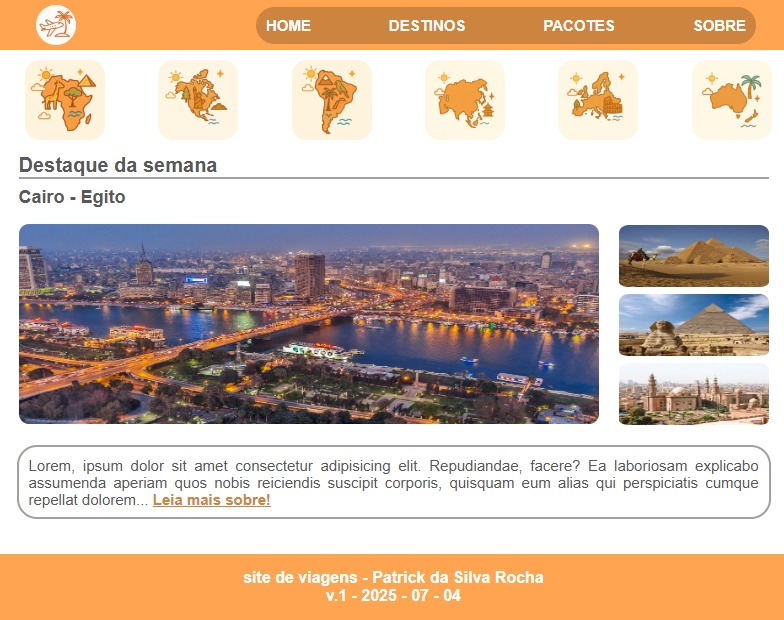 HOME DESTINOS PACOTES SOBRE
Destaque da semana
Cairo - Egito
Lorem, ipsum dolor sit amet consectetur adipisicing elit. Repudiandae, facere? Ea laboriosam explicabo
assumenda aperiam quos nobis reiciendis suscipit corporis, quisquam eum alias qui perspiciatis cumque
repellat dolorem... Leia mais sobre!
site de viagens - Patrick da Silva Rocha
v.1 - 2025 - 07 - 04